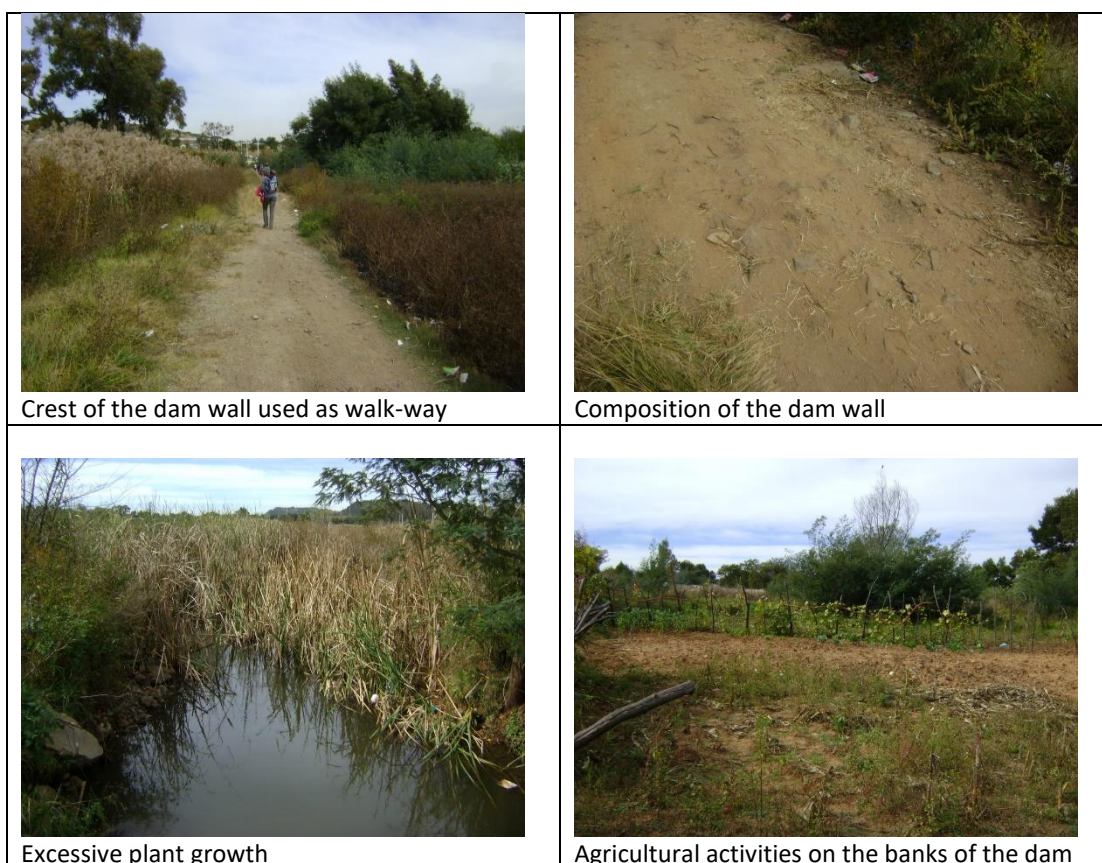 Crest of the dam wall used as walk-way
Composition of the dam wall
Excessive plant growth
Agricultural activities on the banks of the dam